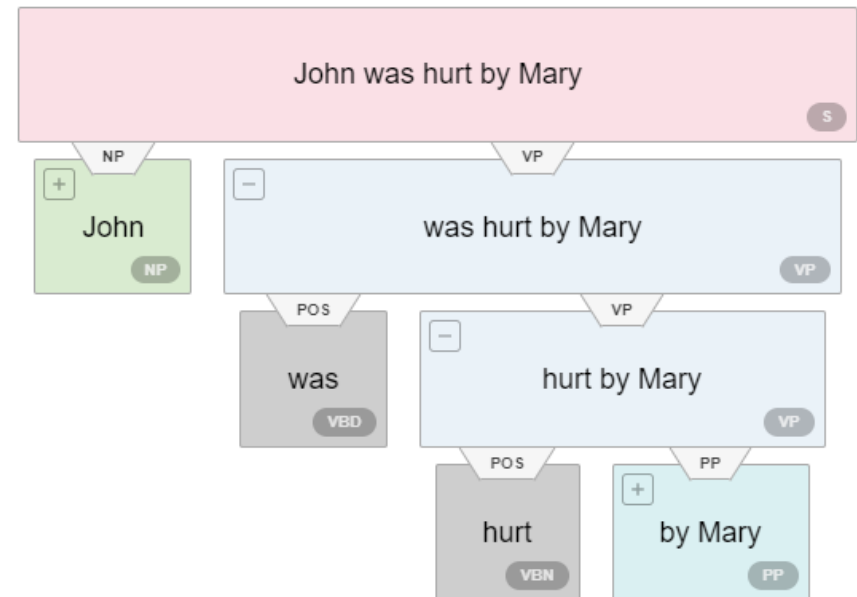 John was hurt by Mary
S
NP VP
+ −
John was hurt by Mary
NP VP
POS VP
−
was hurt by Mary
VBD VP
POS PP
+
hurt by Mary
VBN PP